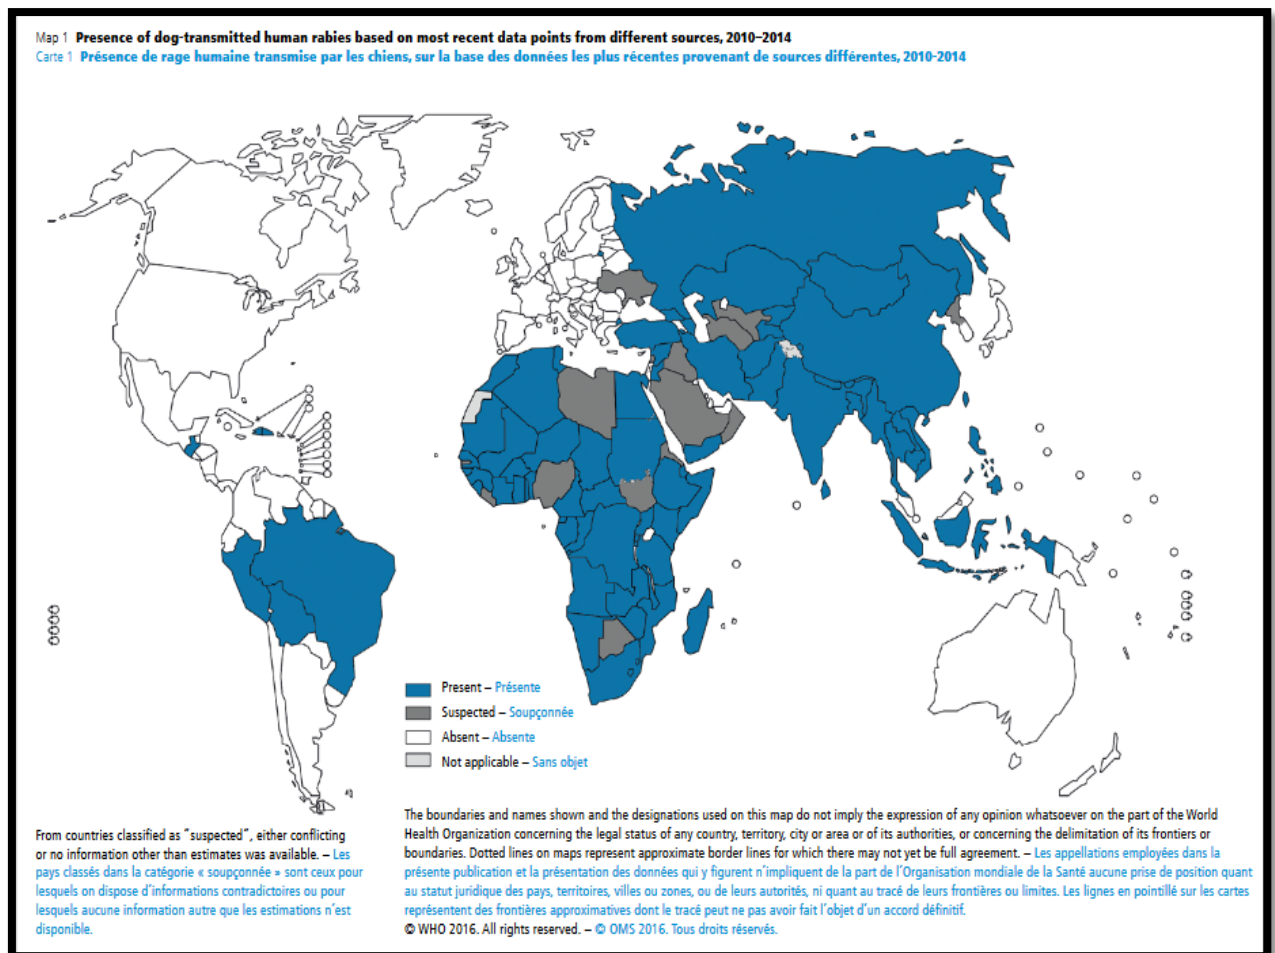 Map 1 Presence of dog-transmitted human rabies based on most recent data points from different sources, 2010–2014
Carte 1 Présence de rage humaine transmise par les chiens, sur la base des données les plus récentes provenant de sources différentes, 2010-2014
Present – Présente
Suspected – Soupçonnée
Absent – Absente
Not applicable – Sans objet
From countries classified as "suspected", either conflicting
or no information other than estimates was available. – Les
pays classés dans la catégorie « soupçonnée » sont ceux pour
lesquels on dispose d'informations contradictoires ou pour
lesquels aucune information autre que les estimations n'est
disponible.
The boundaries and names shown and the designations used on this map do not imply the expression of any opinion whatsoever on the part of the World
Health Organization concerning the legal status of any country, territory, city or area or of its authorities, or concerning the delimitation of its frontiers or
boundaries. Dotted lines on maps represent approximate border lines for which there may not yet be full agreement. – Les appellations employées dans la
présente publication et la présentation des données qui y figurent n'impliquent de la part de l'Organisation mondiale de la Santé aucune prise de position quant
au statut juridique des pays, territoires, villes ou zones, ou de leurs autorités, ni quant au tracé de leurs frontières ou limites. Les lignes en pointillé sur les cartes
représentent des frontières approximatives dont le tracé peut ne pas avoir fait l'objet d'un accord définitif.
© WHO 2016. All rights reserved. – © OMS 2016. Tous droits réservés.